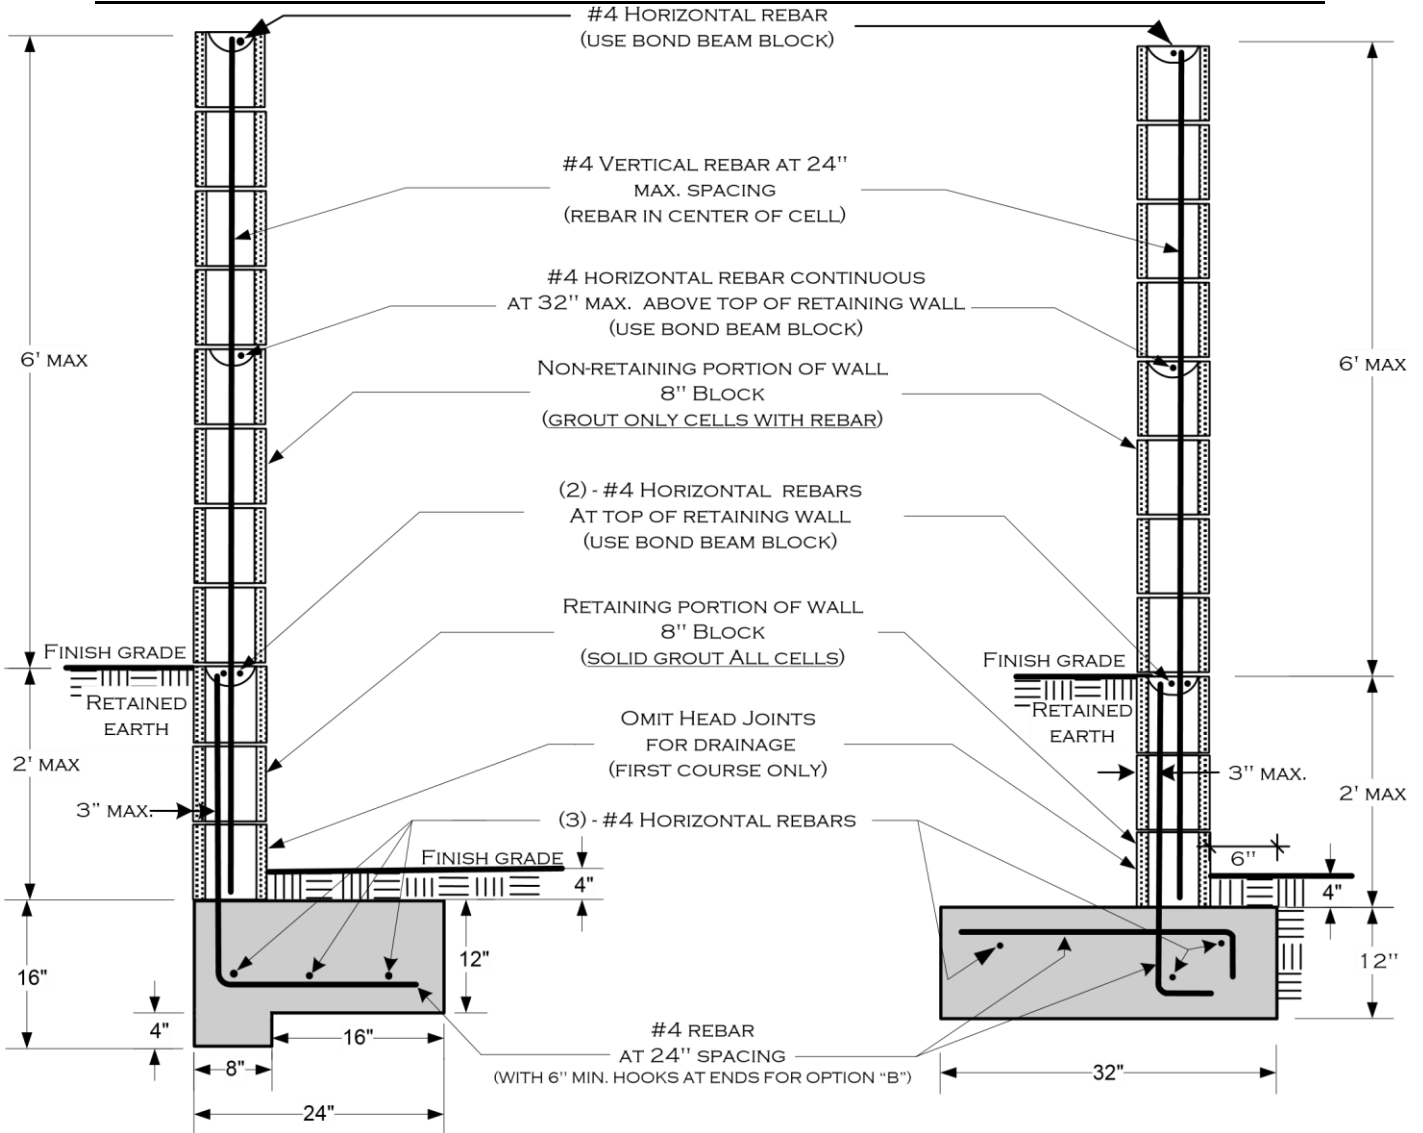 #4 HORIZONTAL REBAR
(USE BOND BEAM BLOCK)
#4 VERTICAL REBAR AT 24"
MAX. SPACING
(REBAR IN CENTER OF CELL)
#4 HORIZONTAL REBAR CONTINUOUS
AT 32" MAX. ABOVE TOP OF RETAINING WALL
(USE BOND BEAM BLOCK)
6' MAX
6' MAX
NON-RETAINING PORTION OF WALL
8" BLOCK
(GROUT ONLY CELLS WITH REBAR)
(2) - #4 HORIZONTAL REBARS
AT TOP OF RETAINING WALL
(USE BOND BEAM BLOCK)
RETAINING PORTION OF WALL
8" BLOCK
(SOLID GROUT ALL CELLS)
FINISH GRADE
RETAINED
EARTH
FINISH GRADE
RETAINED
EARTH
OMIT HEAD JOINTS
FOR DRAINAGE
(FIRST COURSE ONLY)
2' MAX
3" MAX.
3" MAX.
2' MAX
(3) - #4 HORIZONTAL REBARS
FINISH GRADE
4"
6"
4"
16"
12"
12"
4"
16"
8"
24"
#4 REBAR
AT 24" SPACING
(WITH 6" MIN. HOOKS AT ENDS FOR OPTION "B")
32"